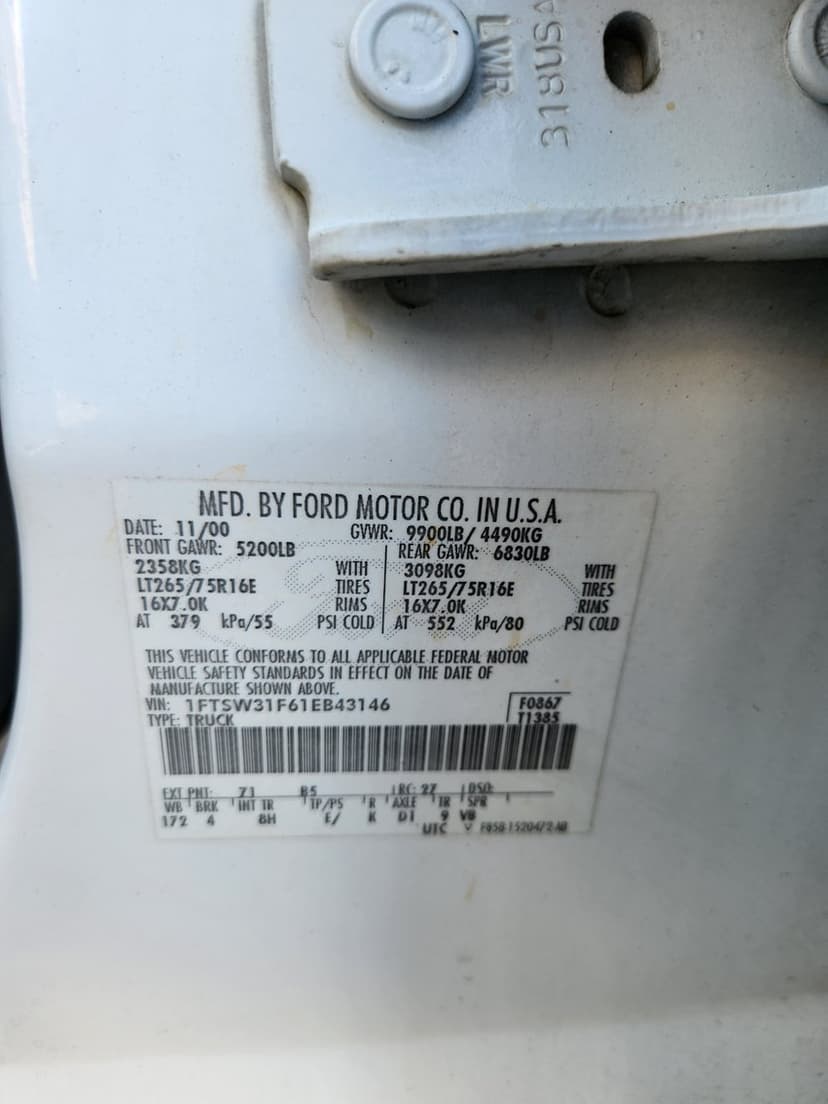 318USA
LWR
MFD. BY FORD MOTOR CO. IN U.S.A.
DATE: 11/00 GVWR: 9900LB/ 4490KG
FRONT GAWR: 5200LB REAR GAWR: 6830LB
2358KG WITH 3098KG WITH
LT265/75R16E TIRES LT265/75R16E TIRES
16X7.0K RIMS 16X7.0K RIMS
AT 379 kPa/55 PSI COLD AT 552 kPa/80 PSI COLD
THIS VEHICLE CONFORMS TO ALL APPLICABLE FEDERAL MOTOR
VEHICLE SAFETY STANDARDS IN EFFECT ON THE DATE OF
MANUFACTURE SHOWN ABOVE.
VIN: 1FTSW31F61EB43146 F0867
TYPE: TRUCK T1385
EXT PNT: Z1 B5 RC: 27 DSO:
WB BRK INT TR TP/PS R AXLE TR SPR
172 4 8H E/ K D1 9 VB
UTC